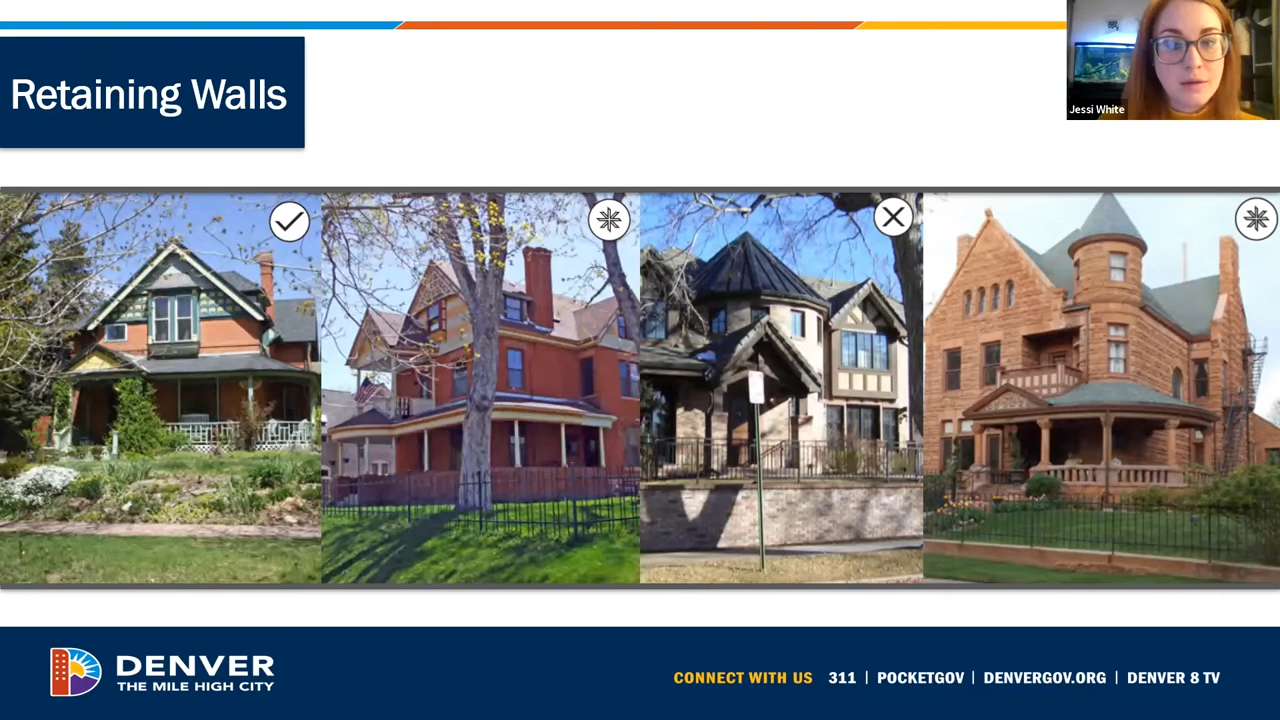 Retaining Walls
Jessi White
DENVER
THE MILE HIGH CITY
CONNECT WITH US 311 | POCKETGOV | DENVERGOV.ORG | DENVER 8 TV